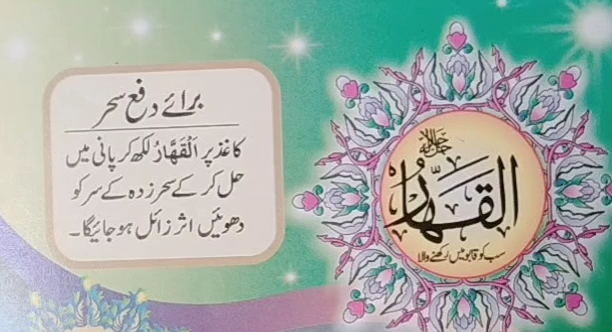 برائے دفع سحر
کاغذ پر اَلْقَھَّارُ لکھ کر پانی میں
حل کر کے سحر زدہ کے سر کو
دھوئیں اثر زائل ہو جائیگا۔
جل جلالہ
القَهَّارُ
سب کو قابو میں رکھنے والا